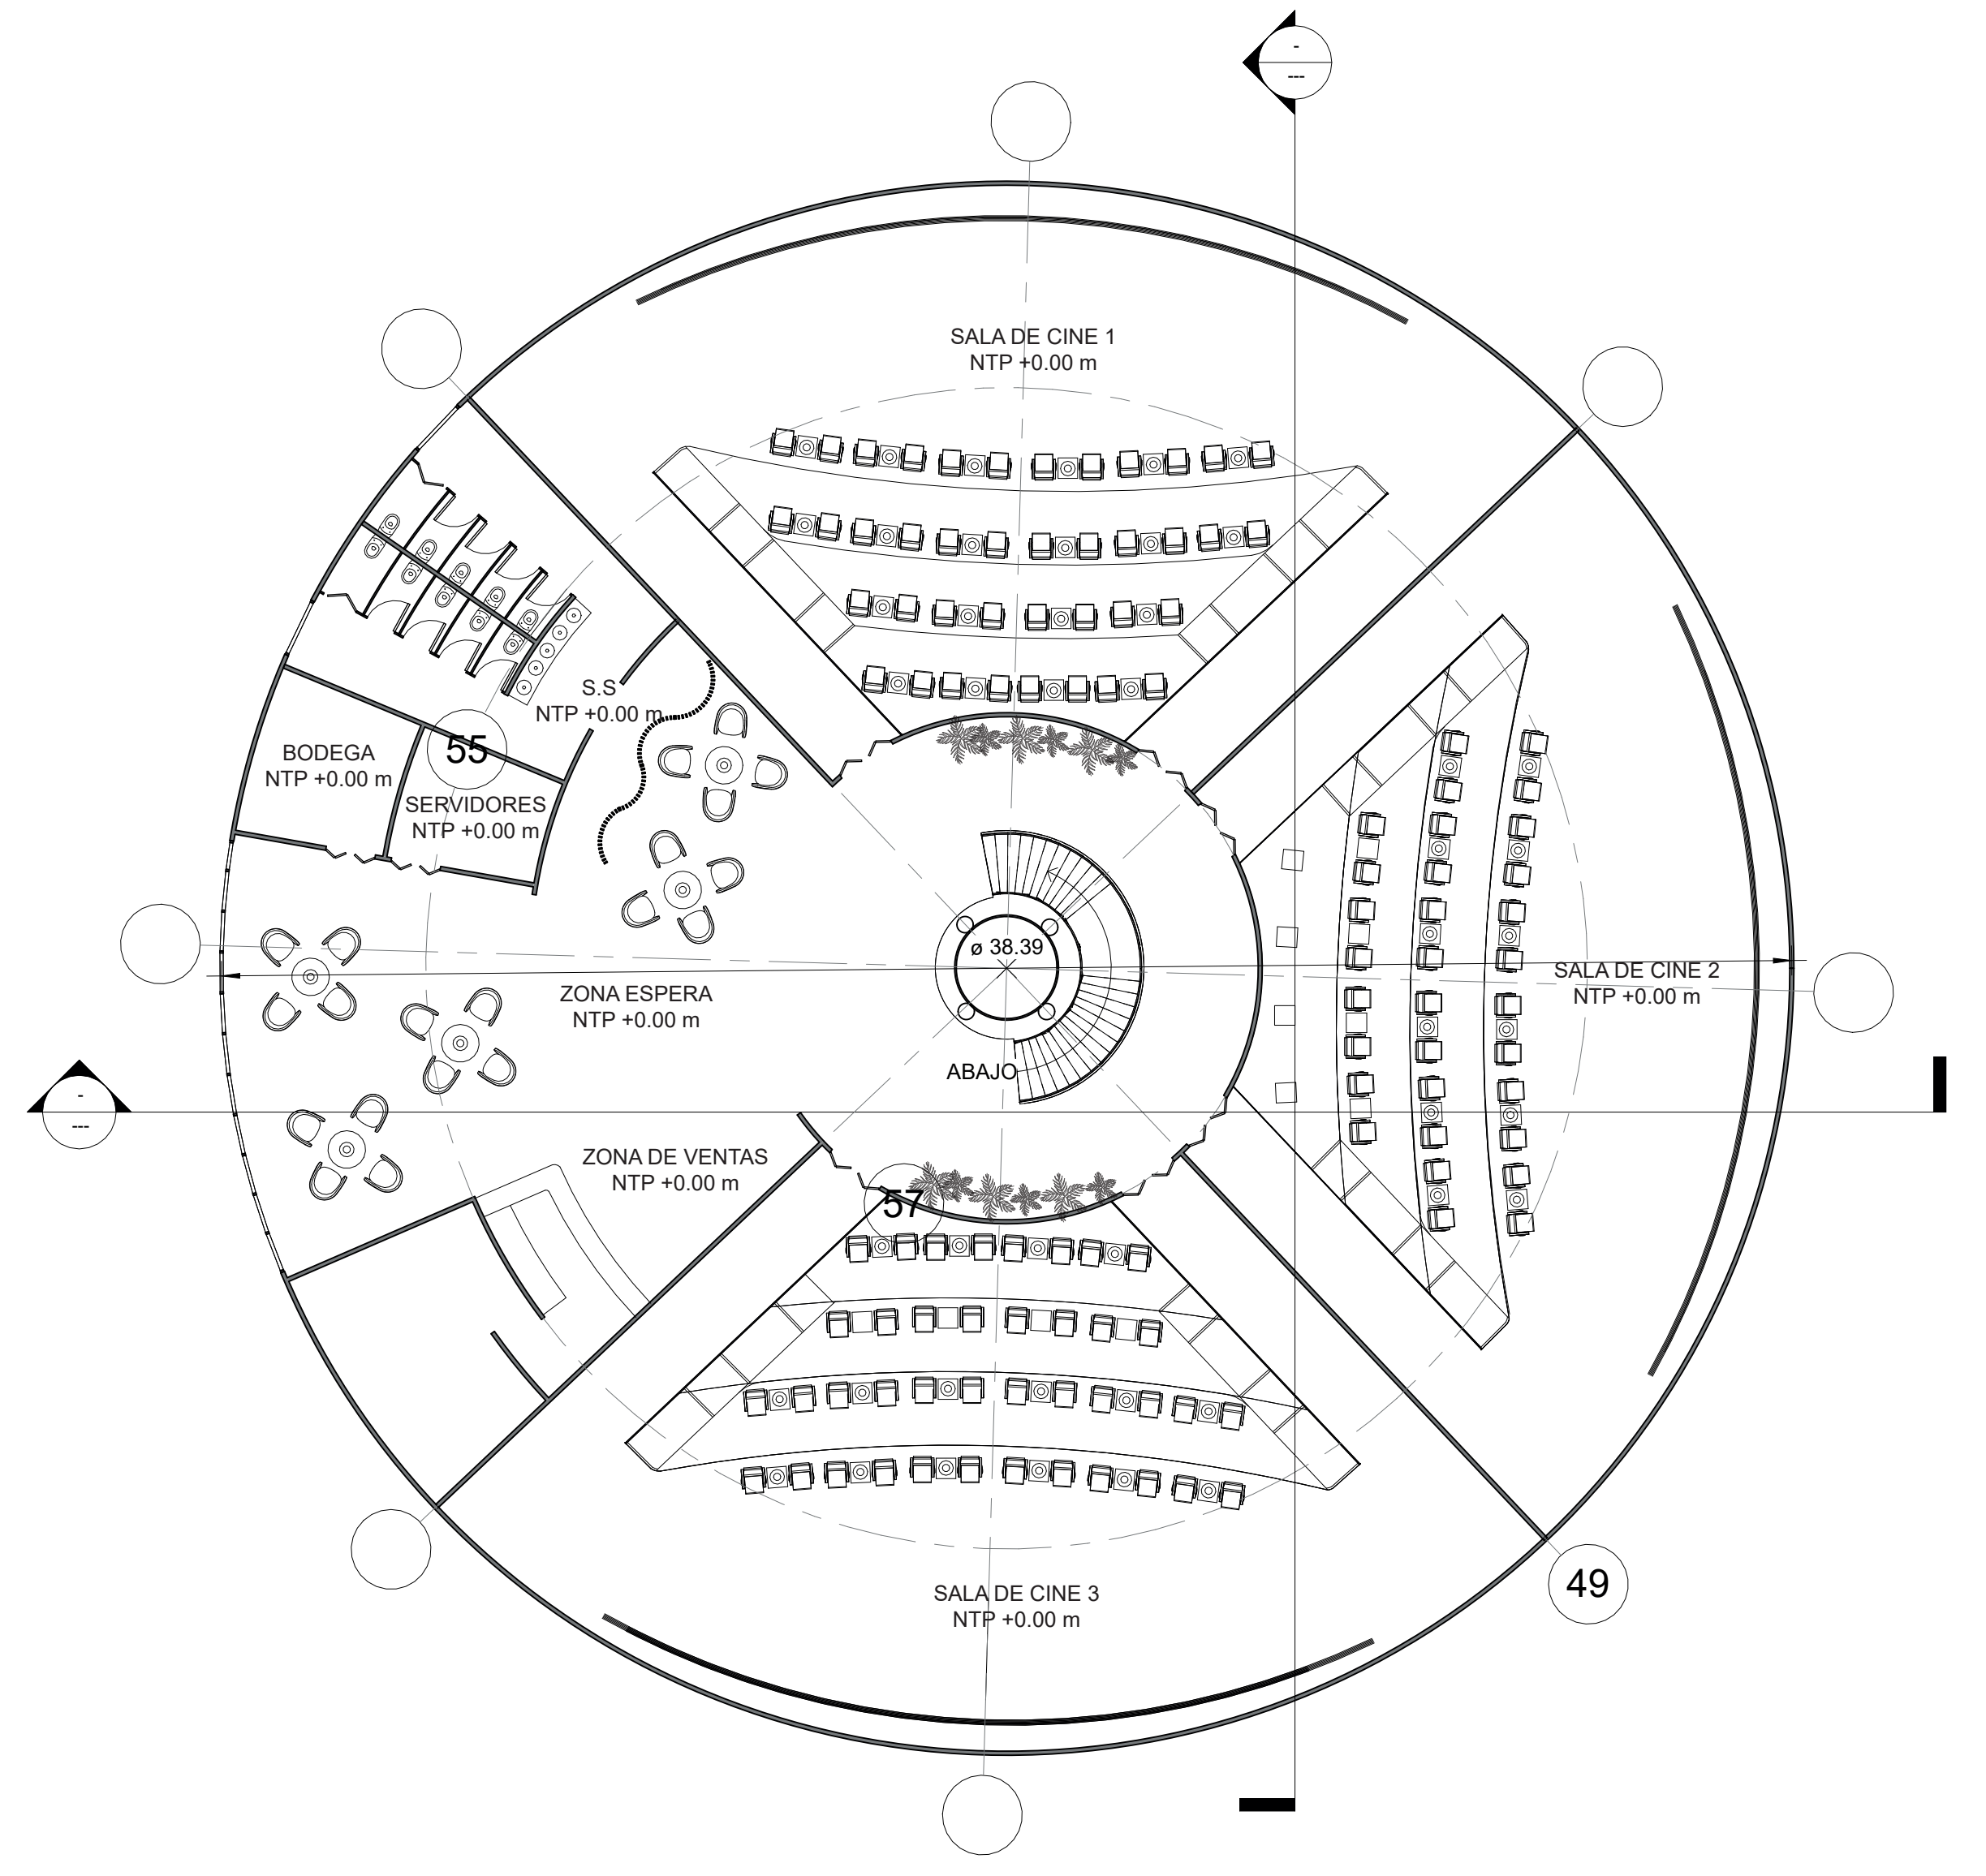 -
---
SALA DE CINE 1
NTP +0.00 m
S.S
NTP +0.00 m
BODEGA
NTP +0.00 m
55
SERVIDORES
NTP +0.00 m
ø 38.39
SALA DE CINE 2
NTP +0.00 m
ZONA ESPERA
NTP +0.00 m
ABAJO
-
---
ZONA DE VENTAS
NTP +0.00 m
57
49
SALA DE CINE 3
NTP +0.00 m